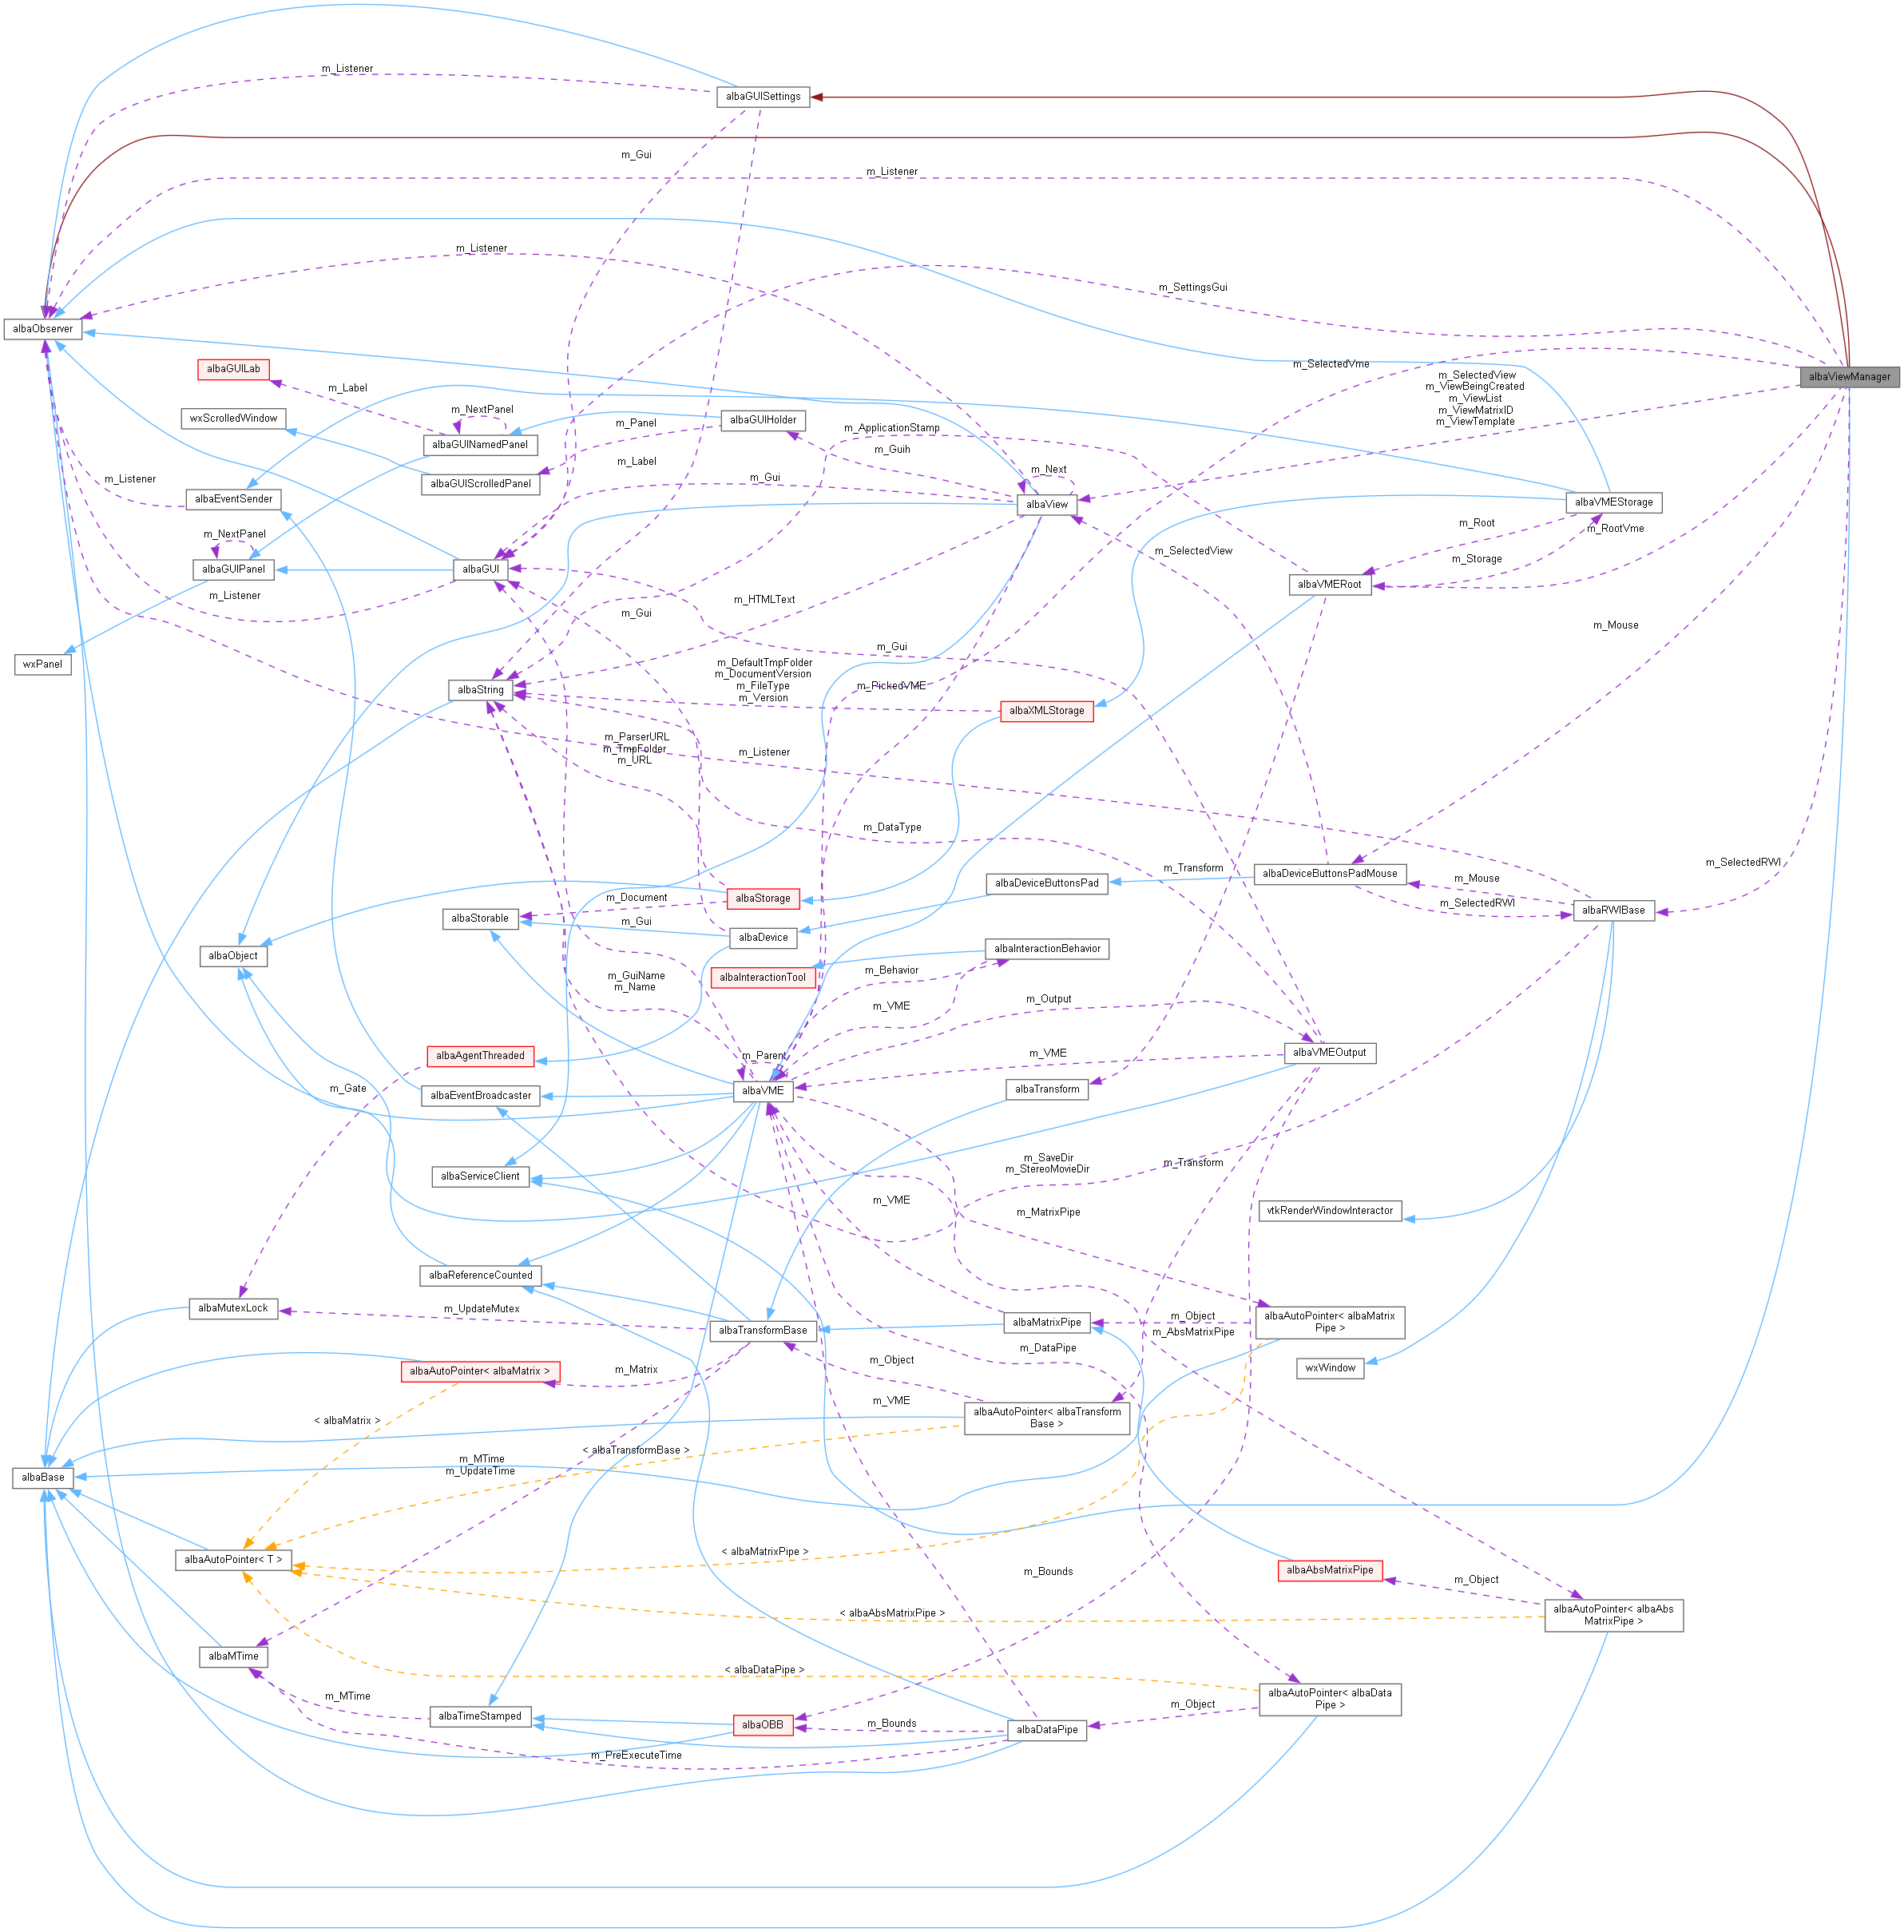 m_Listener
albaGUISettings
m_Gui
m_Listener
m_Listener
m_SettingsGui
albaObserver
m_SelectedVme
albaGUILab
albaViewManager
m_SelectedView
m_ViewBeingCreated
m_ViewList
m_ViewMatrixID
m_ViewTemplate
m_Label
wxScrolledWindow
m_NextPanel
albaGUIHolder
m_Panel
m_ApplicationStamp
albaGUINamedPanel
m_Guih
m_Label
m_Next
m_Listener
albaGUIScrolledPanel
m_Gui
albaEventSender
albaView
albaVMEStorage
m_Root
m_RootVme
m_NextPanel
m_SelectedView
m_Storage
albaGUIPanel
albaGUI
albaVMERoot
m_Listener
m_HTMLText
m_Gui
m_Mouse
m_Gui
wxPanel
m_DefaultTmpFolder
m_DocumentVersion
m_FileType
m_Version
albaString
m_PickedVME
albaXMLStorage
m_ParserURL
m_TmpFolder
m_URL
m_Listener
m_DataType
m_Transform
m_SelectedRWI
albaDeviceButtonsPad
albaDeviceButtonsPadMouse
m_Mouse
m_Document
albaStorage
m_SelectedRWI
albaRWIBase
albaStorable
m_Gui
albaDevice
albaObject
albaInteractionBehavior
m_GuiName
m_Name
albaInteractionTool
m_Behavior
m_Output
m_VME
albaAgentThreaded
m_Parent
m_VME
albaVMEOutput
m_Gate
albaEventBroadcaster
albaVME
albaTransform
m_SaveDir
m_StereoMovieDir
m_Transform
albaServiceClient
m_VME
m_MatrixPipe
vtkRenderWindowInteractor
albaReferenceCounted
albaMutexLock
m_UpdateMutex
albaTransformBase
albaMatrixPipe
m_Object
albaAutoPointer< albaMatrix
Pipe >
m_AbsMatrixPipe
m_DataPipe
m_Matrix
m_Object
albaAutoPointer< albaMatrix >
wxWindow
m_VME
< albaMatrix >
albaAutoPointer< albaTransform
Base >
< albaTransformBase >
m_MTime
m_UpdateTime
albaBase
albaAutoPointer< T >
< albaMatrixPipe >
m_Bounds
albaAbsMatrixPipe
m_Object
< albaAbsMatrixPipe >
albaAutoPointer< albaAbs
MatrixPipe >
albaMTime
< albaDataPipe >
m_MTime
albaAutoPointer< albaData
Pipe >
m_Object
albaTimeStamped
albaOBB
m_Bounds
albaDataPipe
m_PreExecuteTime